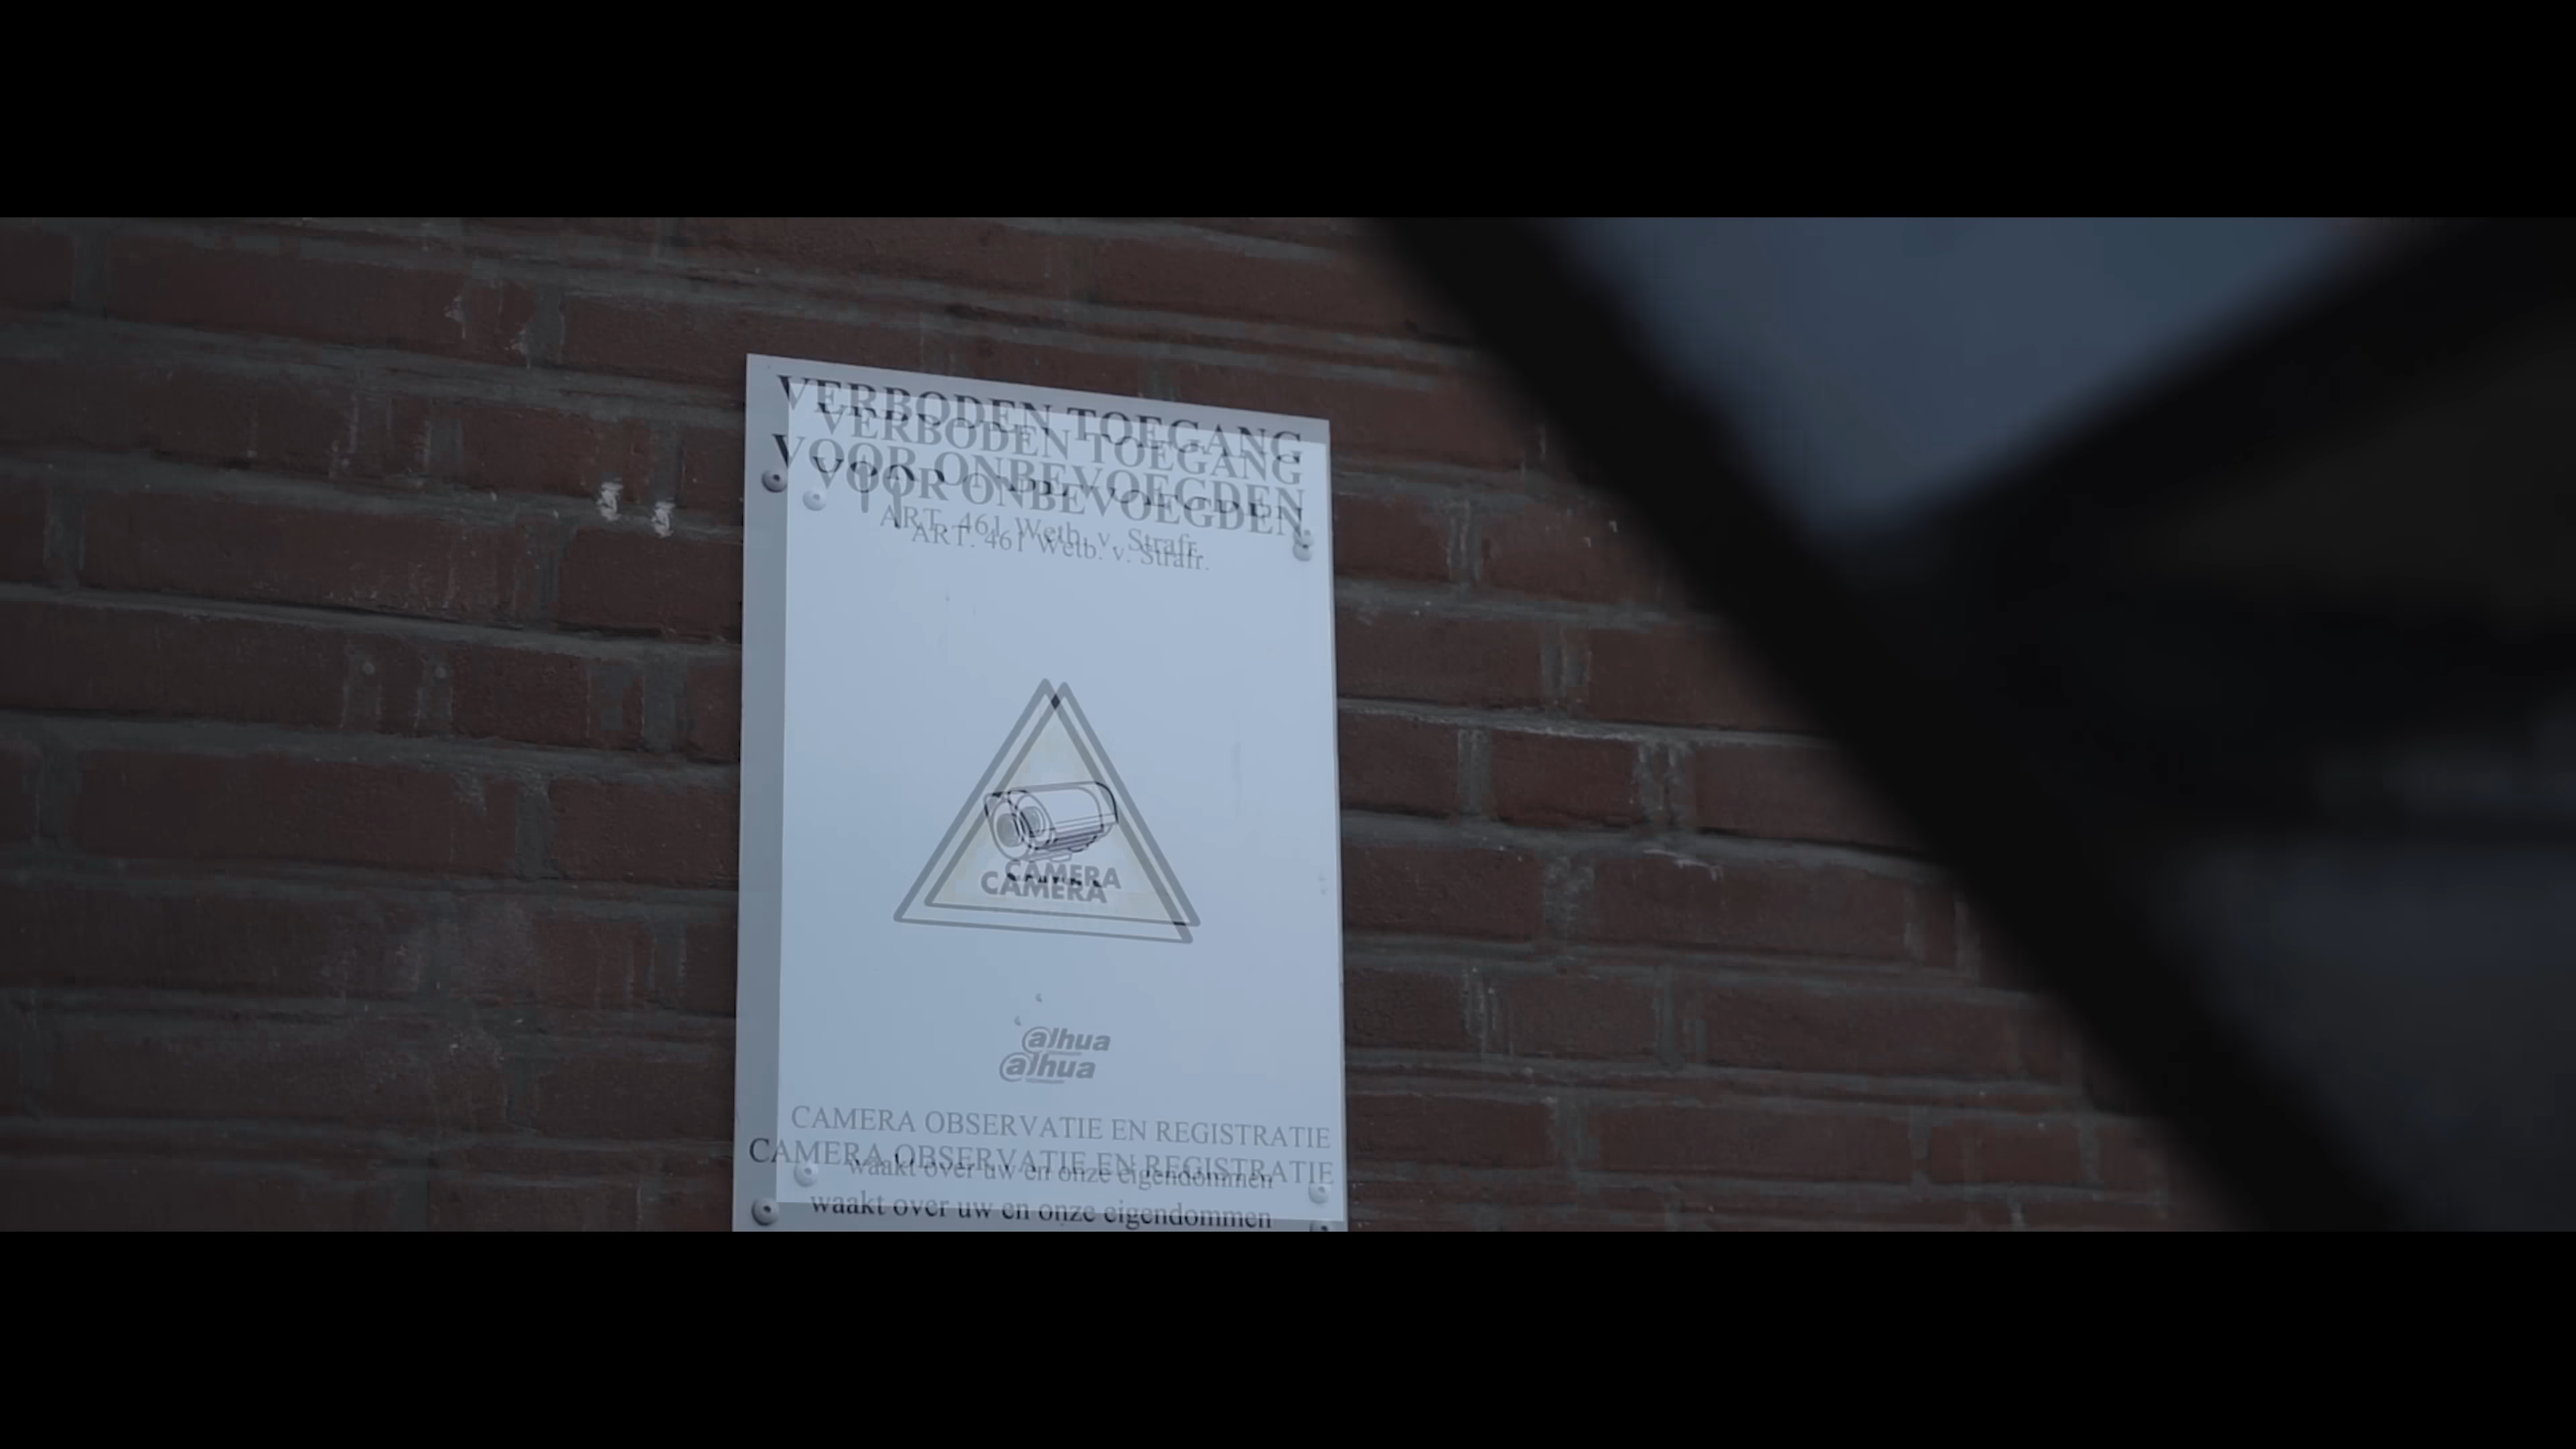 VERBODEN TOEGANG
VOOR ONBEVOEGDEN
ART. 461 Wetb. v. Strafr.
CAMERA
alhua
CAMERA OBSERVATIE EN REGISTRATIE
waakt over uw en onze eigendommen